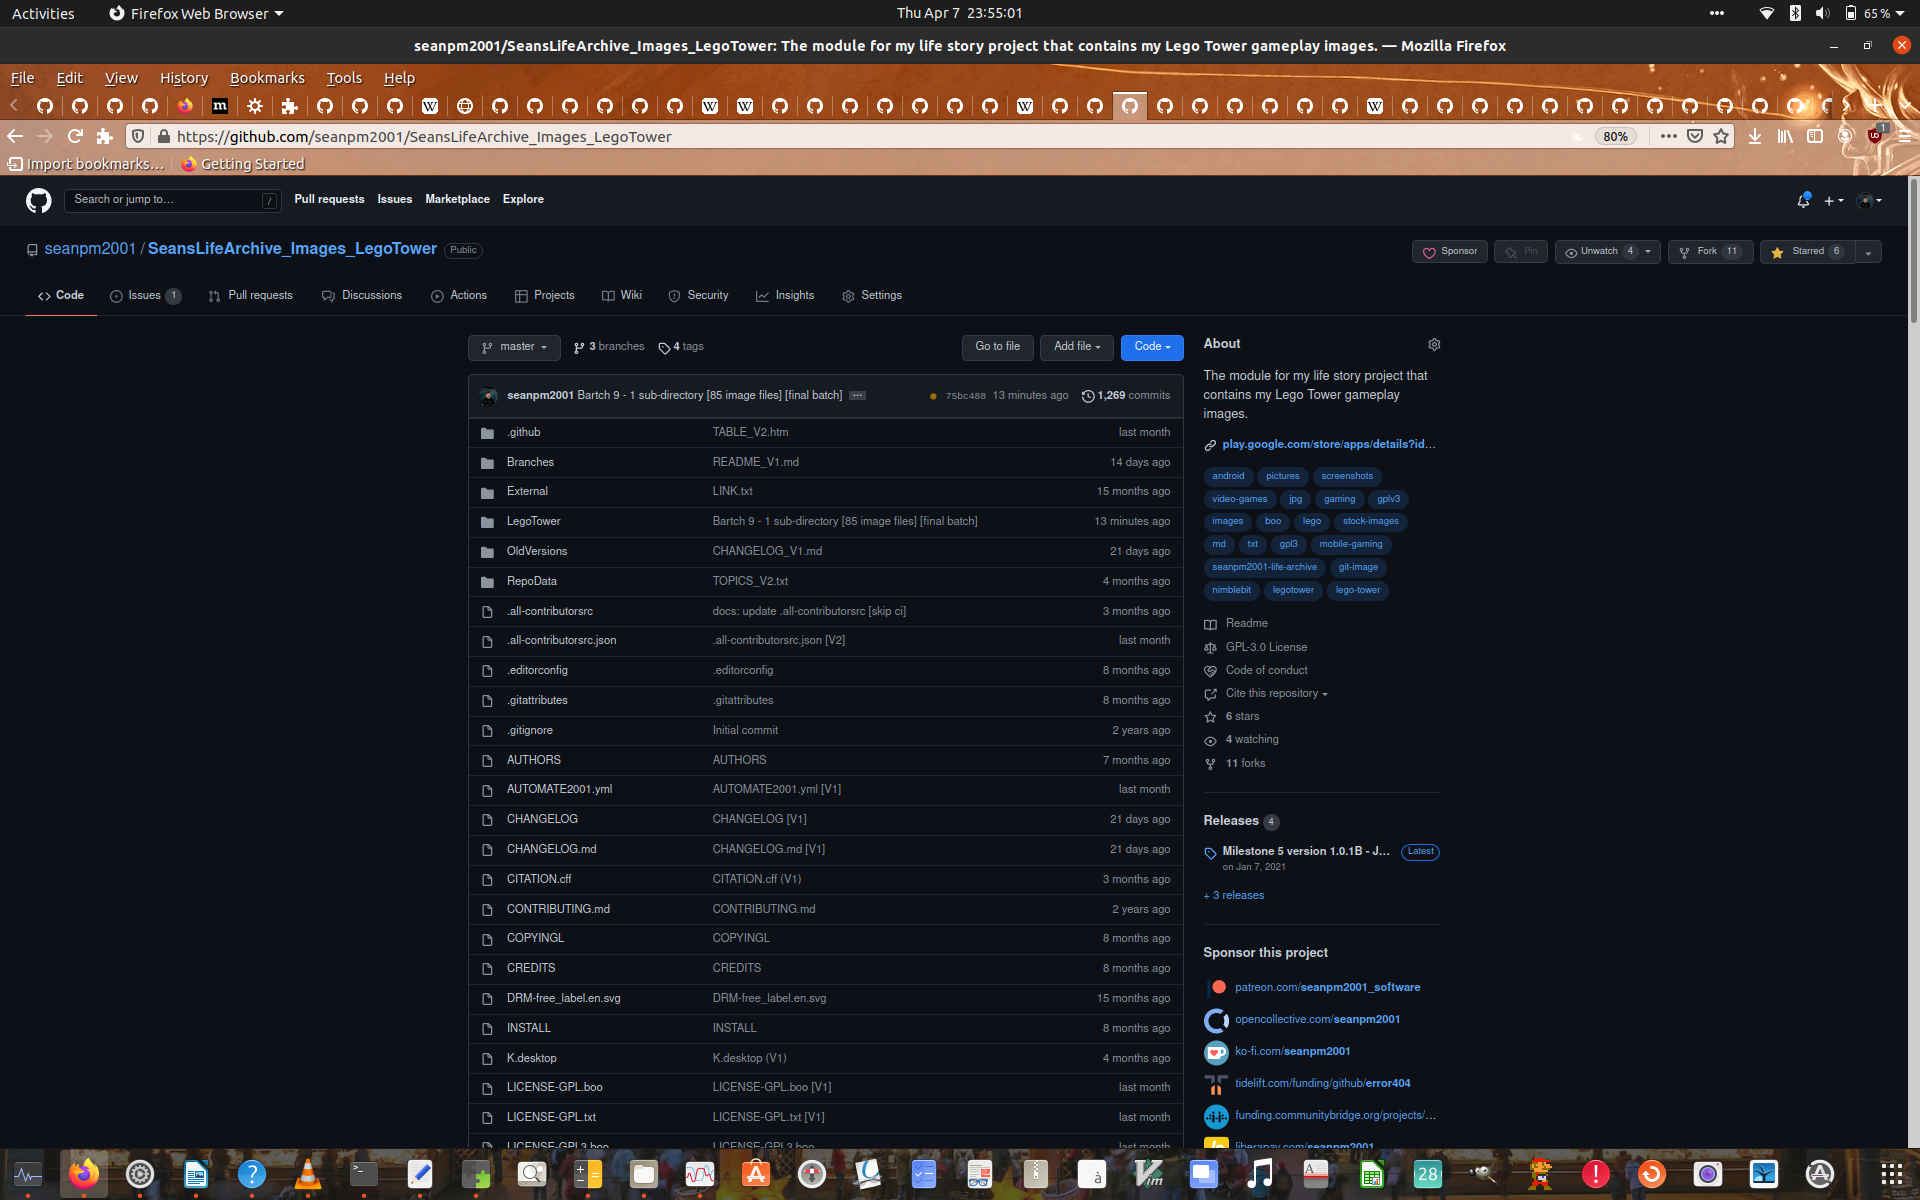 Activities
Firefox Web Browser
Thu Apr 7  23:55:01
65 %
seanpm2001/SeansLifeArchive_Images_LegoTower: The module for my life story project that contains my Lego Tower gameplay images. — Mozilla Firefox
File Edit View History Bookmarks Tools Help
https://github.com/seanpm2001/SeansLifeArchive_Images_LegoTower
80%
1
Import bookmarks...
Getting Started
Search or jump to...
/
Pull requests Issues Marketplace Explore
seanpm2001 / SeansLifeArchive_Images_LegoTower
Public
Sponsor
Pin
Unwatch 4
Fork 11
Starred 6
Code
Issues 1
Pull requests
Discussions
Actions
Projects
Wiki
Security
Insights
Settings
master
3 branches
4 tags
Go to file
Add file
Code
seanpm2001 Bartch 9 - 1 sub-directory [85 image files] [final batch]
75bc488 13 minutes ago
1,269 commits
.github TABLE_V2.htm last month
Branches README_V1.md 14 days ago
External LINK.txt 15 months ago
LegoTower Bartch 9 - 1 sub-directory [85 image files] [final batch] 13 minutes ago
OldVersions CHANGELOG_V1.md 21 days ago
RepoData TOPICS_V2.txt 4 months ago
.all-contributorsrc docs: update .all-contributorsrc [skip ci] 3 months ago
.all-contributorsrc.json .all-contributorsrc.json [V2] last month
.editorconfig .editorconfig 8 months ago
.gitattributes .gitattributes 8 months ago
.gitignore Initial commit 2 years ago
AUTHORS AUTHORS 7 months ago
AUTOMATE2001.yml AUTOMATE2001.yml [V1] last month
CHANGELOG CHANGELOG [V1] 21 days ago
CHANGELOG.md CHANGELOG.md [V1] 21 days ago
CITATION.cff CITATION.cff (V1) 3 months ago
CONTRIBUTING.md CONTRIBUTING.md 2 years ago
COPYINGL COPYINGL 8 months ago
CREDITS CREDITS 8 months ago
DRM-free_label.en.svg DRM-free_label.en.svg 15 months ago
INSTALL INSTALL 8 months ago
K.desktop K.desktop (V1) 4 months ago
LICENSE-GPL.boo LICENSE-GPL.boo [V1] last month
LICENSE-GPL.txt LICENSE-GPL.txt [V1] last month
LICENSE-GPL3.boo LICENSE-GPL3.boo last month
About
The module for my life story project that
contains my Lego Tower gameplay
images.
play.google.com/store/apps/details?id...
android pictures screenshots
video-games jpg gaming gplv3
images boo lego stock-images
md txt gpl3 mobile-gaming
seanpm2001-life-archive git-image
nimblebit legotower lego-tower
Readme
GPL-3.0 License
Code of conduct
Cite this repository
6 stars
4 watching
11 forks
Releases 4
Milestone 5 version 1.0.1B - J... Latest
on Jan 7, 2021
+ 3 releases
Sponsor this project
patreon.com/seanpm2001_software
opencollective.com/seanpm2001
ko-fi.com/seanpm2001
tidelift.com/funding/github/error404
funding.communitybridge.org/projects/...
liberapay.com/seanpm2001
28